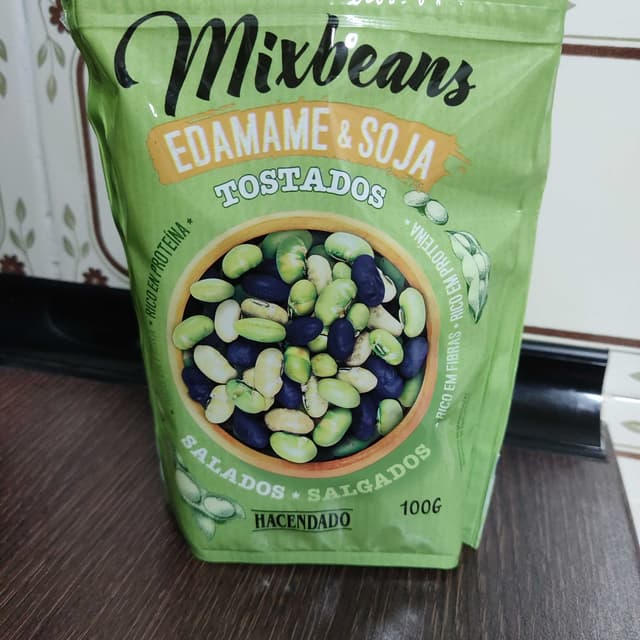 Mixbeans
EDAMAME & SOJA
TOSTADOS
* RICO EN PROTEÍNA *
* RICO EM PROTEÍNA * RICO EM FIBRAS *
SALADOS * SALGADOS
HACENDADO
100G